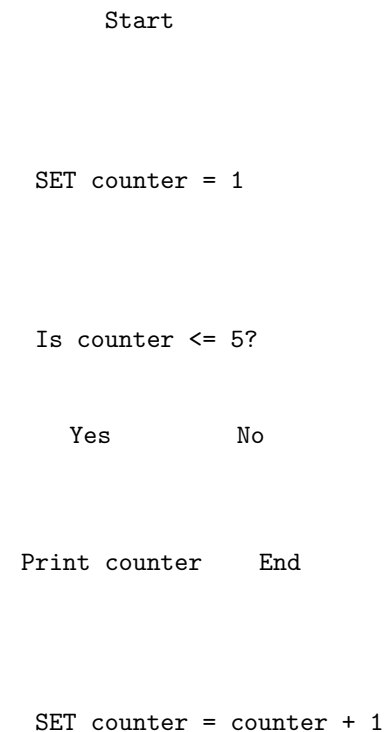 Start
SET counter = 1
Is counter <= 5?
Yes No
Print counter End
SET counter = counter + 1